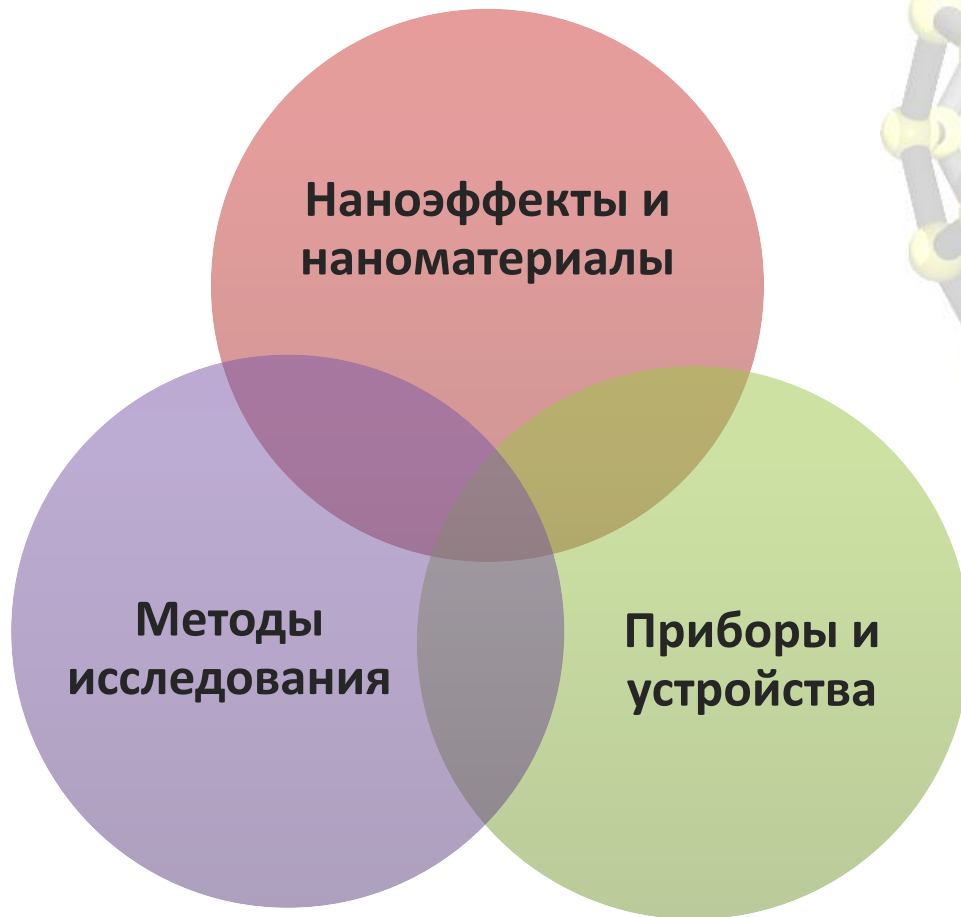 Наноэффекты и
наноматериалы
Методы
исследования
Приборы и
устройства